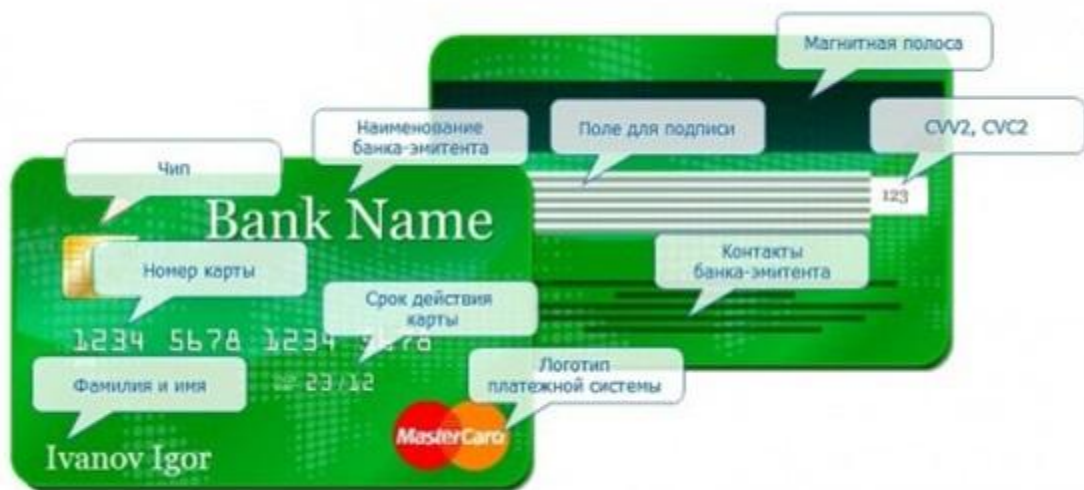 Магнитная полоса
Наименование
банка-эмитента
Поле для подписи
CVV2, CVC2
Чип
Bank Name
123
Номер карты
Контакты
банка-эмитента
Срок действия
карты
1234 5678 1234 5678
Фамилия и имя
23/12
Логотип
платежной системы
MasterCard
Ivanov Igor